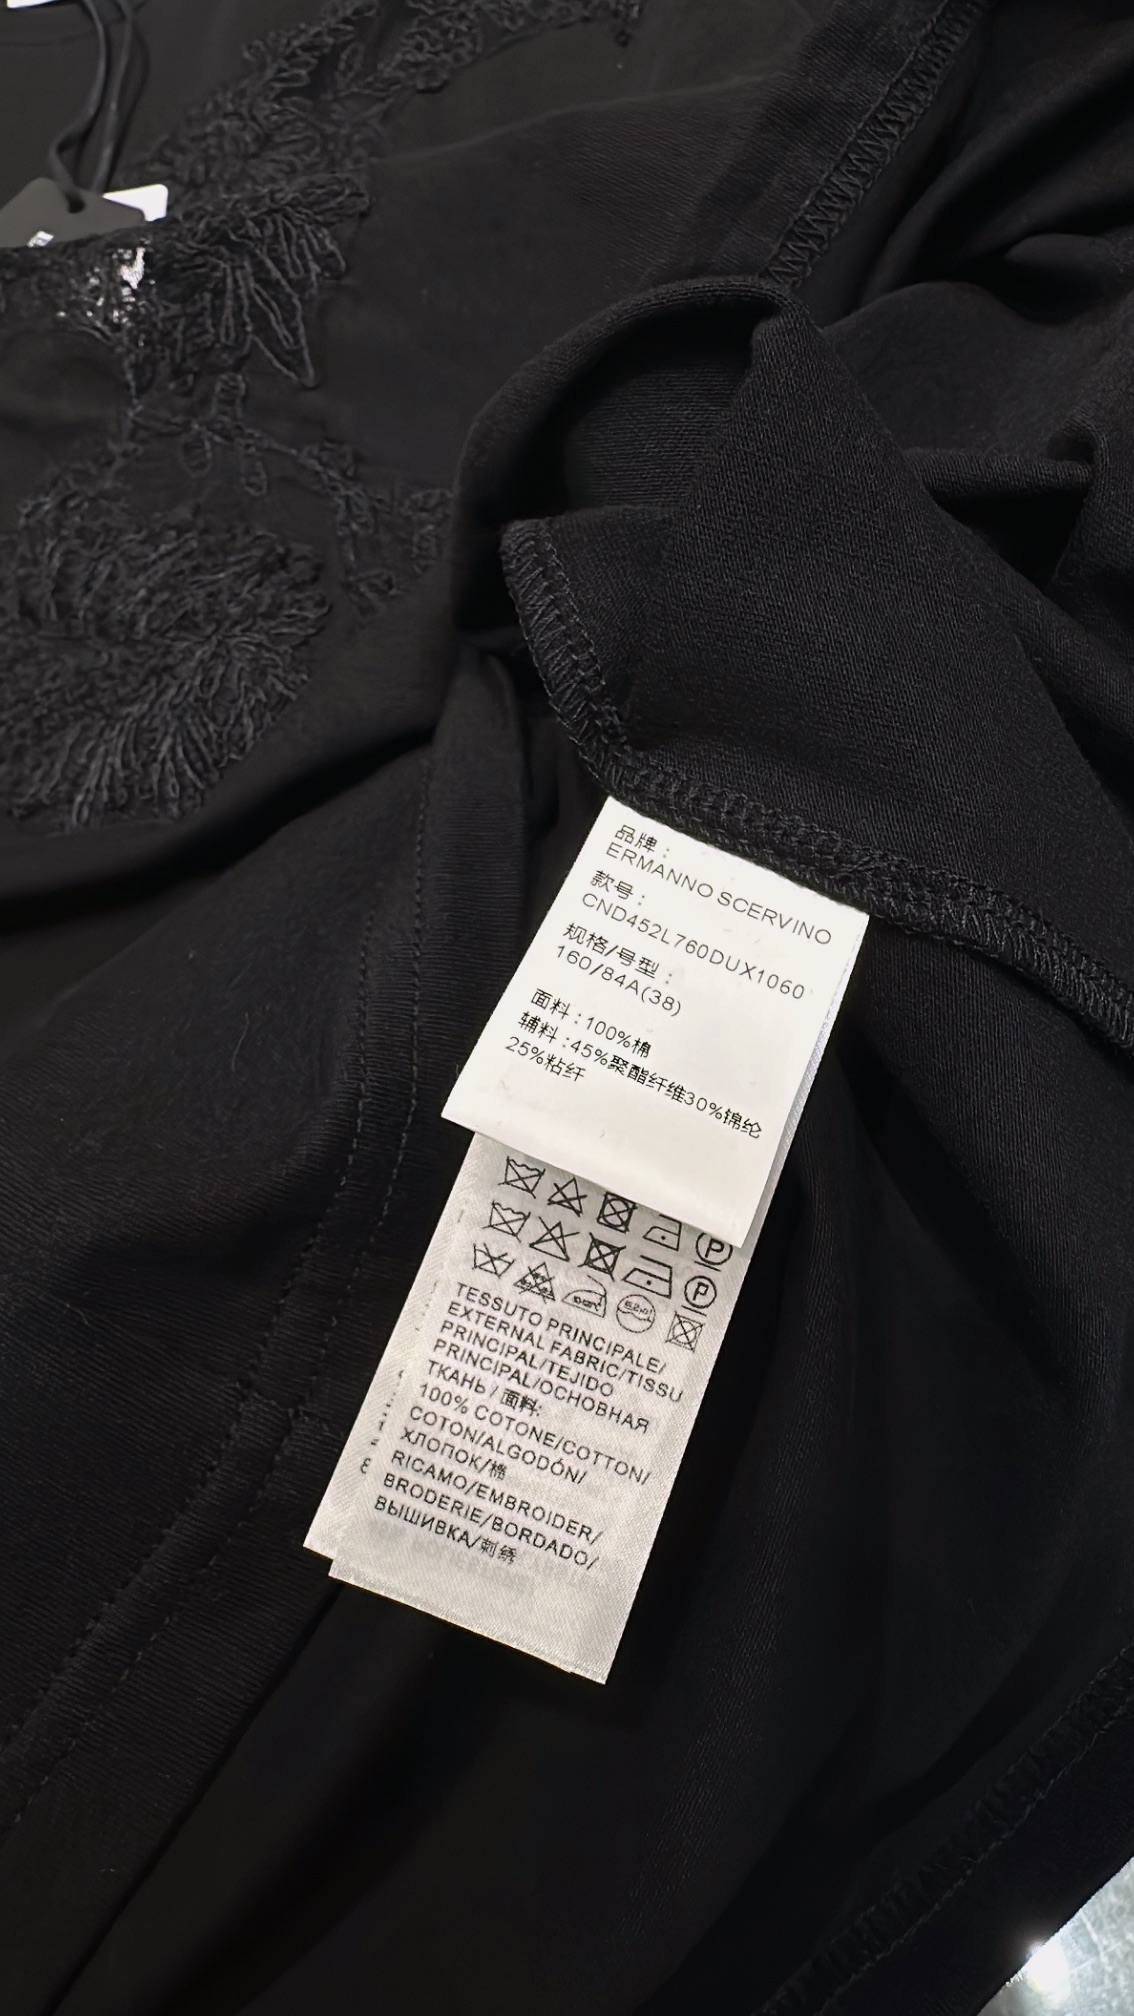 品牌：
ERMANNO SCERVINO
款号：
CND452L760DUX1060
规格/号型：
160/84A(38)
面料:100%棉
辅料:45%聚酯纤维30%锦纶
25%粘纤
P
P
TESSUTO PRINCIPALE/
EXTERNAL FABRIC/TISSU
PRINCIPAL/TEJIDO
PRINCIPAL/ОСНОВНАЯ
ТКАНЬ/面料:
100% COTONE/COTTON/
COTON/ALGODÓN/
ХЛОПОК/棉
RICAMO/EMBROIDER/
BRODERIE/BORDADO/
ВЫШИВКА/刺绣